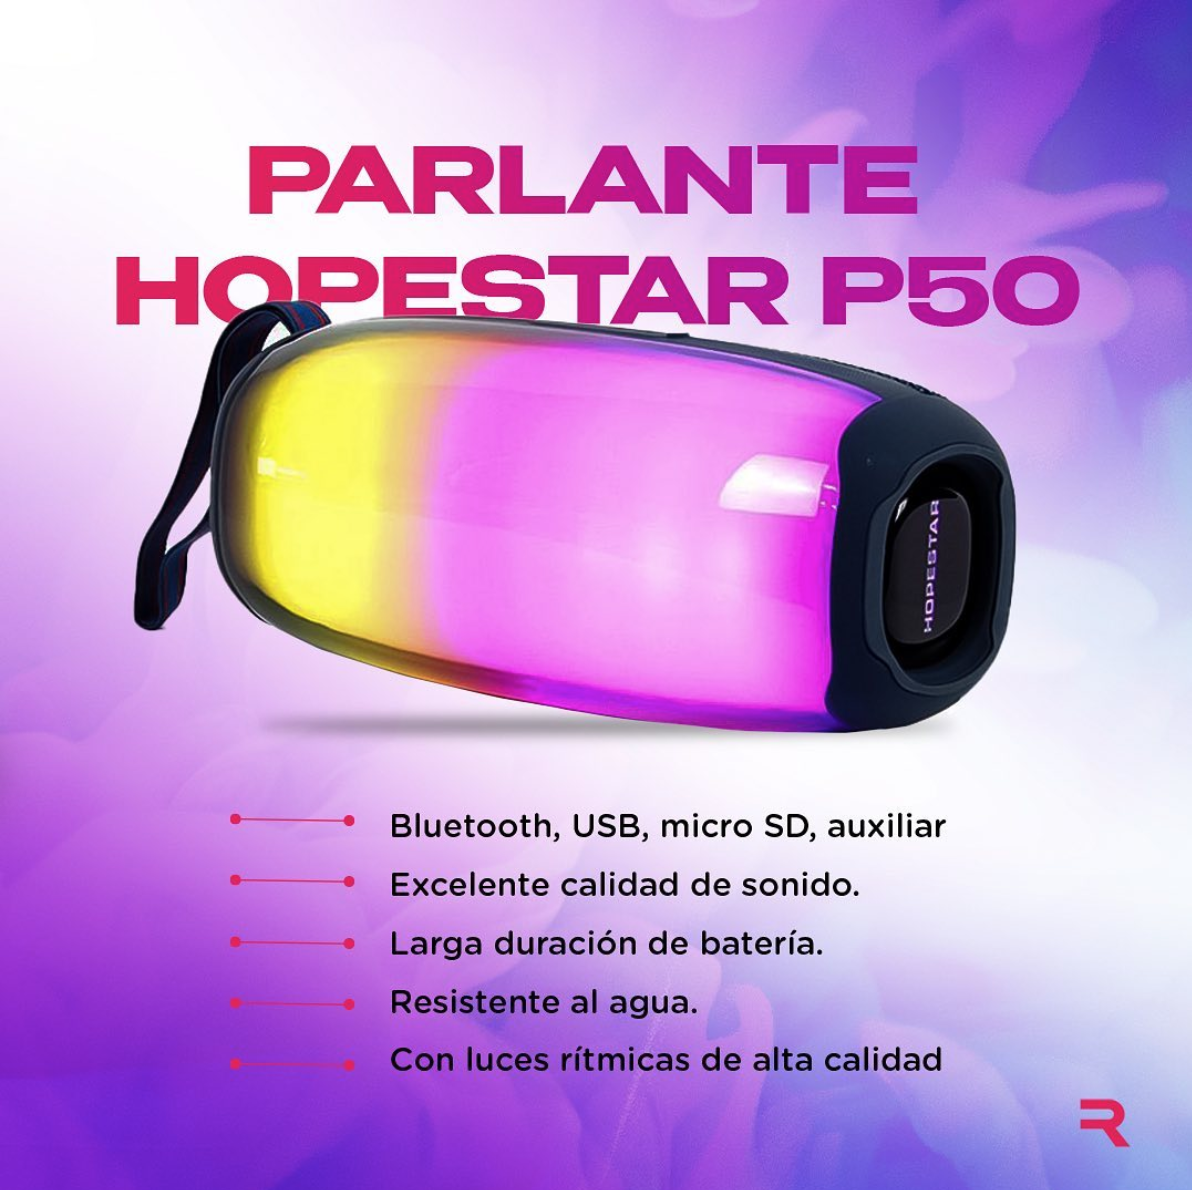 PARLANTE
HOPESTAR P50
HOPESTAR
Bluetooth, USB, micro SD, auxiliar
Excelente calidad de sonido.
Larga duración de batería.
Resistente al agua.
Con luces rítmicas de alta calidad
R